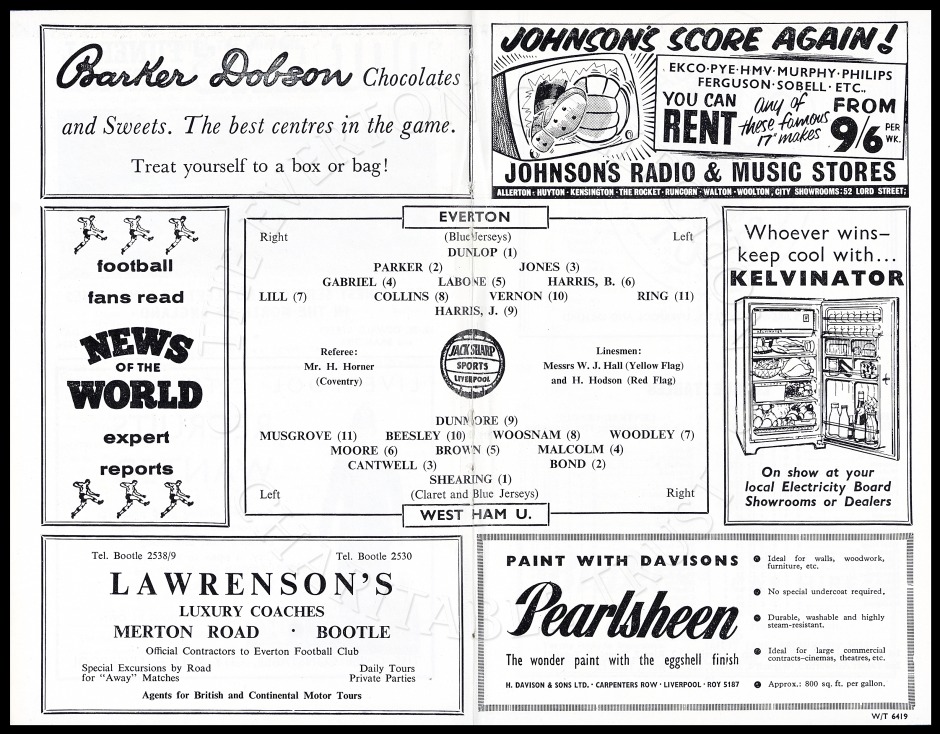 Barker Dobson Chocolates
and Sweets. The best centres in the game.
Treat yourself to a box or bag!
JOHNSON'S SCORE AGAIN!
EKCO·PYE·HMV·MURPHY·PHILIPS
FERGUSON·SOBELL·ETC.,
YOU CAN
RENT
any of
these famous
17" makes
FROM
9/6 PER
WK.
JOHNSON'S RADIO & MUSIC STORES
ALLERTON · HUYTON · KENSINGTON · THE ROCKET · RUNCORN · WALTON · WOOLTON, CITY SHOWROOMS: 52 LORD STREET;
football
fans read
NEWS
OF THE
WORLD
expert
reports
EVERTON
Right (Blue Jerseys) Left
DUNLOP (1)
PARKER (2) JONES (3)
GABRIEL (4) LABONE (5) HARRIS, B. (6)
LILL (7) COLLINS (8) VERNON (10) RING (11)
HARRIS, J. (9)
Referee:
Mr. H. Horner
(Coventry)
JACK SHARP
SPORTS
LIVERPOOL
Linesmen:
Messrs W. J. Hall (Yellow Flag)
and H. Hodson (Red Flag)
DUNMORE (9)
MUSGROVE (11) BEESLEY (10) WOOSNAM (8) WOODLEY (7)
MOORE (6) BROWN (5) MALCOLM (4)
CANTWELL (3) BOND (2)
SHEARING (1)
Left (Claret and Blue Jerseys) Right
WEST HAM U.
Whoever wins–
keep cool with...
KELVINATOR
On show at your
local Electricity Board
Showrooms or Dealers
Tel. Bootle 2538/9 Tel. Bootle 2530
LAWRENSON'S
LUXURY COACHES
MERTON ROAD · BOOTLE
Official Contractors to Everton Football Club
Special Excursions by Road
for "Away" Matches
Daily Tours
Private Parties
Agents for British and Continental Motor Tours
PAINT WITH DAVISONS
Pearlsheen
The wonder paint with the eggshell finish
H. DAVISON & SONS LTD. · CARPENTERS ROW · LIVERPOOL · ROY 5187
Ideal for walls, woodwork,
furniture, etc.
No special undercoat required.
Durable, washable and highly
steam-resistant.
Ideal for large commercial
contracts–cinemas, theatres, etc.
Approx.: 800 sq. ft. per gallon.
W/T 6419